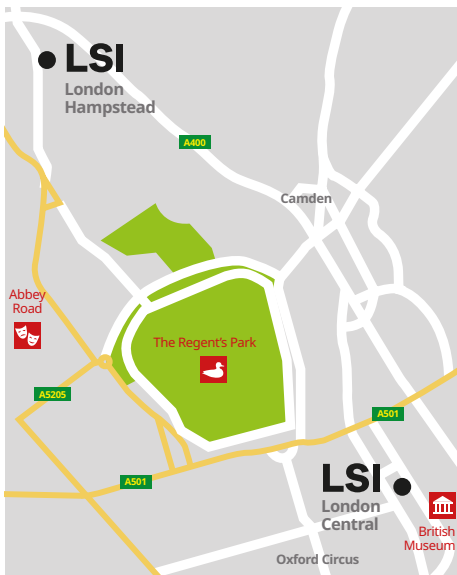 LSI
London
Hampstead
A400
Camden
Abbey
Road
The Regent's Park
A5205
A501
A501
LSI
London
Central
British
Museum
Oxford Circus